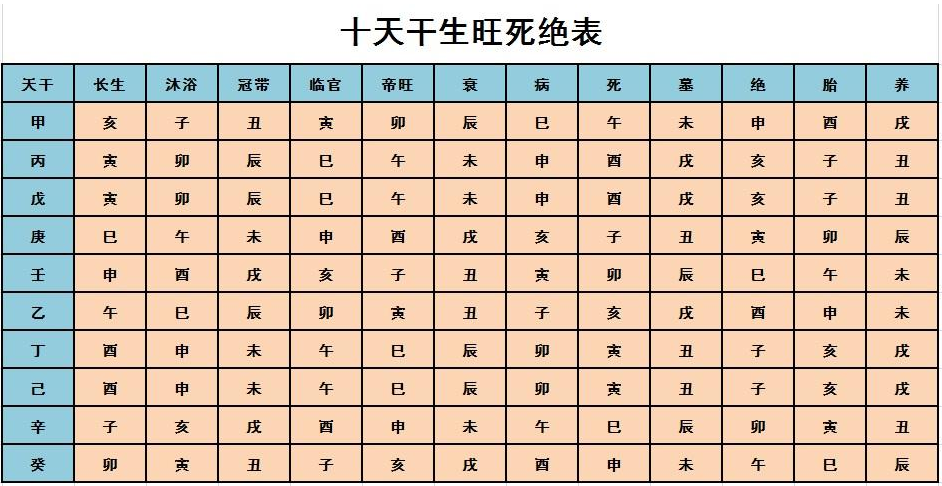 十天干生旺死绝表
天干 长生 沐浴 冠带 临官 帝旺 衰 病 死 墓 绝 胎 养
甲 亥 子 丑 寅 卯 辰 巳 午 未 申 酉 戌
丙 寅 卯 辰 巳 午 未 申 酉 戌 亥 子 丑
戊 寅 卯 辰 巳 午 未 申 酉 戌 亥 子 丑
庚 巳 午 未 申 酉 戌 亥 子 丑 寅 卯 辰
壬 申 酉 戌 亥 子 丑 寅 卯 辰 巳 午 未
乙 午 巳 辰 卯 寅 丑 子 亥 戌 酉 申 未
丁 酉 申 未 午 巳 辰 卯 寅 丑 子 亥 戌
己 酉 申 未 午 巳 辰 卯 寅 丑 子 亥 戌
辛 子 亥 戌 酉 申 未 午 巳 辰 卯 寅 丑
癸 卯 寅 丑 子 亥 戌 酉 申 未 午 巳 辰